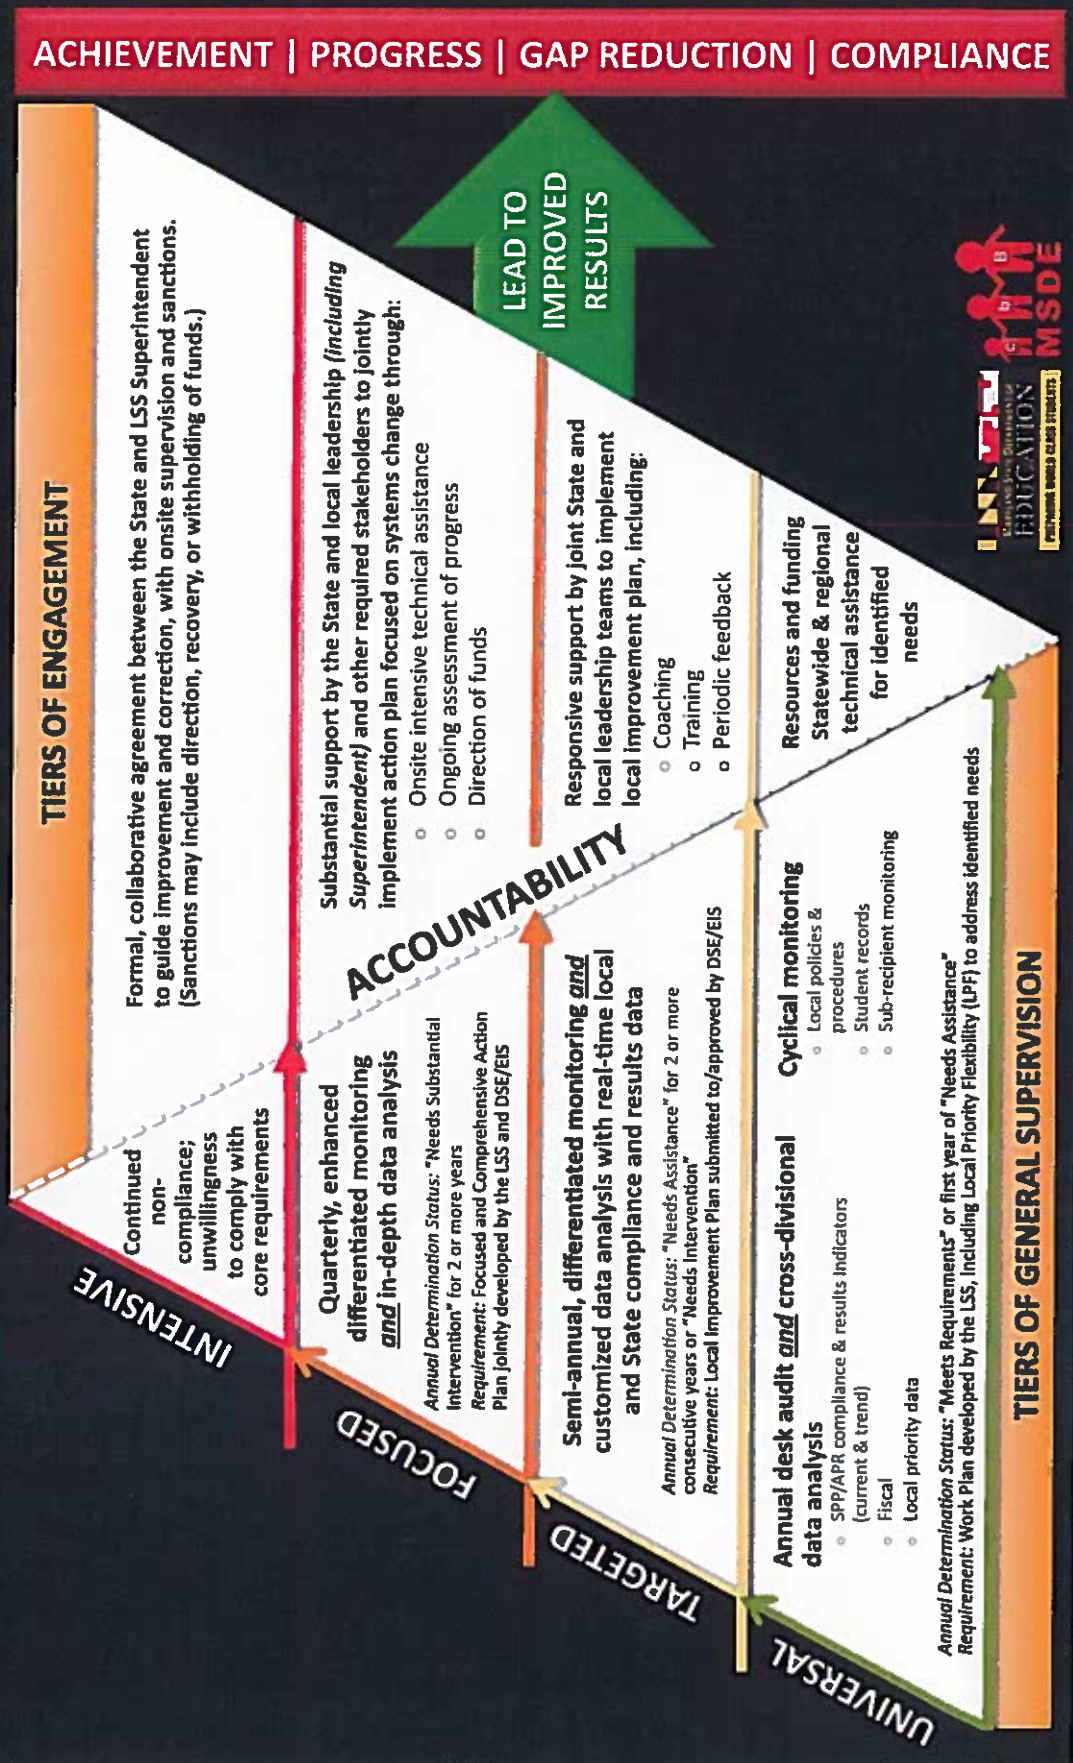 TIERS OF ENGAGEMENT
INTENSIVE
Continued
non-
compliance;
unwillingness
to comply with
core requirements
Formal, collaborative agreement between the State and LSS Superintendent
to guide improvement and correction, with onsite supervision and sanctions.
(Sanctions may include direction, recovery, or withholding of funds.)
FOCUSED
Quarterly, enhanced
differentiated monitoring
and in-depth data analysis
Annual Determination Status: "Needs Substantial
Intervention" for 2 or more years
Requirement: Focused and Comprehensive Action
Plan jointly developed by the LSS and DSE/EIS
ACCOUNTABILITY
Substantial support by the State and local leadership (including
Superintendent) and other required stakeholders to jointly
implement action plan focused on systems change through:
○ Onsite intensive technical assistance
○ Ongoing assessment of progress
○ Direction of funds
TARGETED
Semi-annual, differentiated monitoring and
customized data analysis with real-time local
and State compliance and results data
Annual Determination Status: "Needs Assistance" for 2 or more
consecutive years or "Needs Intervention"
Requirement: Local Improvement Plan submitted to/approved by DSE/EIS
Responsive support by joint State and
local leadership teams to implement
local improvement plan, including:
○ Coaching
○ Training
○ Periodic feedback
UNIVERSAL
Annual desk audit and cross-divisional
data analysis
○ SPP/APR compliance & results indicators
(current & trend)
○ Fiscal
○ Local priority data
Cyclical monitoring
○ Local policies &
procedures
○ Student records
○ Sub-recipient monitoring
Annual Determination Status: "Meets Requirements" or first year of "Needs Assistance"
Requirement: Work Plan developed by the LSS, including Local Priority Flexibility (LPF) to address identified needs
Resources and funding
Statewide & regional
technical assistance
for identified
needs
TIERS OF GENERAL SUPERVISION
LEAD TO
IMPROVED
RESULTS
ACHIEVEMENT | PROGRESS | GAP REDUCTION | COMPLIANCE
EDUCATION
PREPARING WORLD CLASS STUDENTS
MSDE